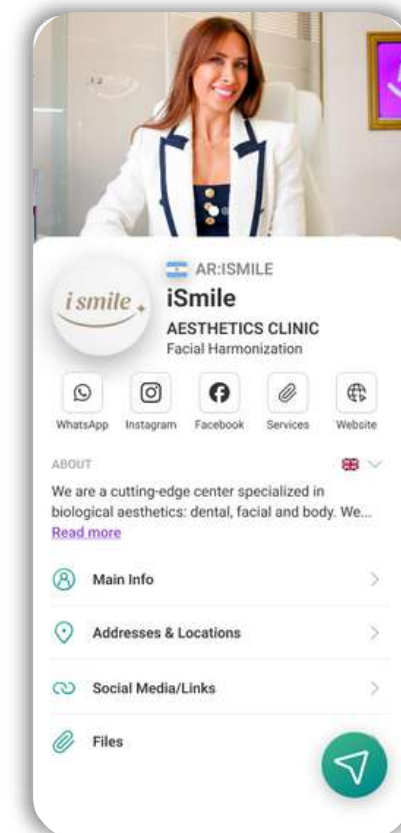 AR:ISMILE
i smile
iSmile
AESTHETICS CLINIC
Facial Harmonization
WhatsApp
Instagram
Facebook
Services
Website
ABOUT
We are a cutting-edge center specialized in
biological aesthetics: dental, facial and body. We...
Read more
Main Info
Addresses & Locations
Social Media/Links
Files